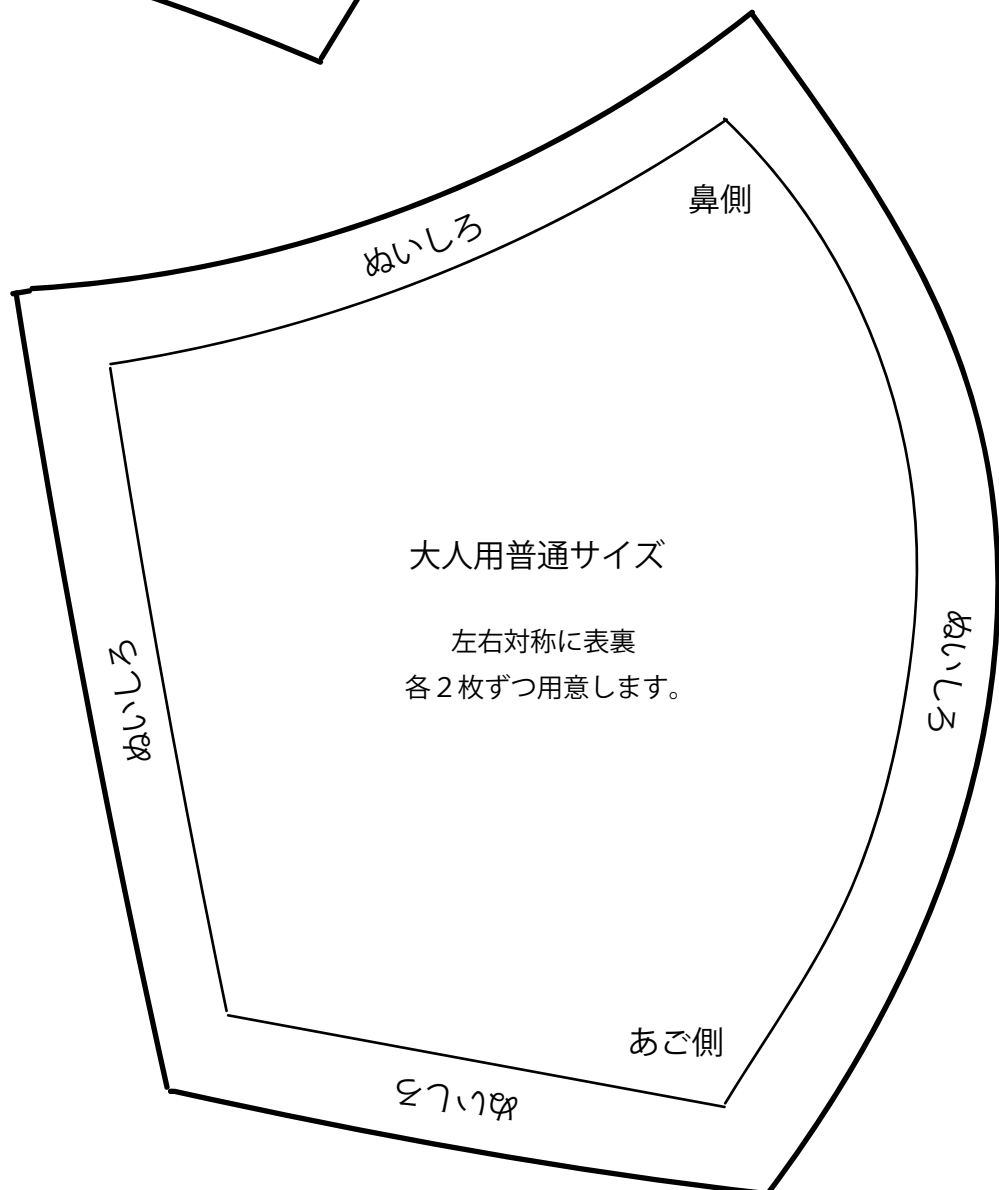 鼻側
ぬいしろ
大人用普通サイズ
ぬいしろ
左右対称に表裏
各２枚ずつ用意します。
ぬいしろ
あご側
ぬいしろ